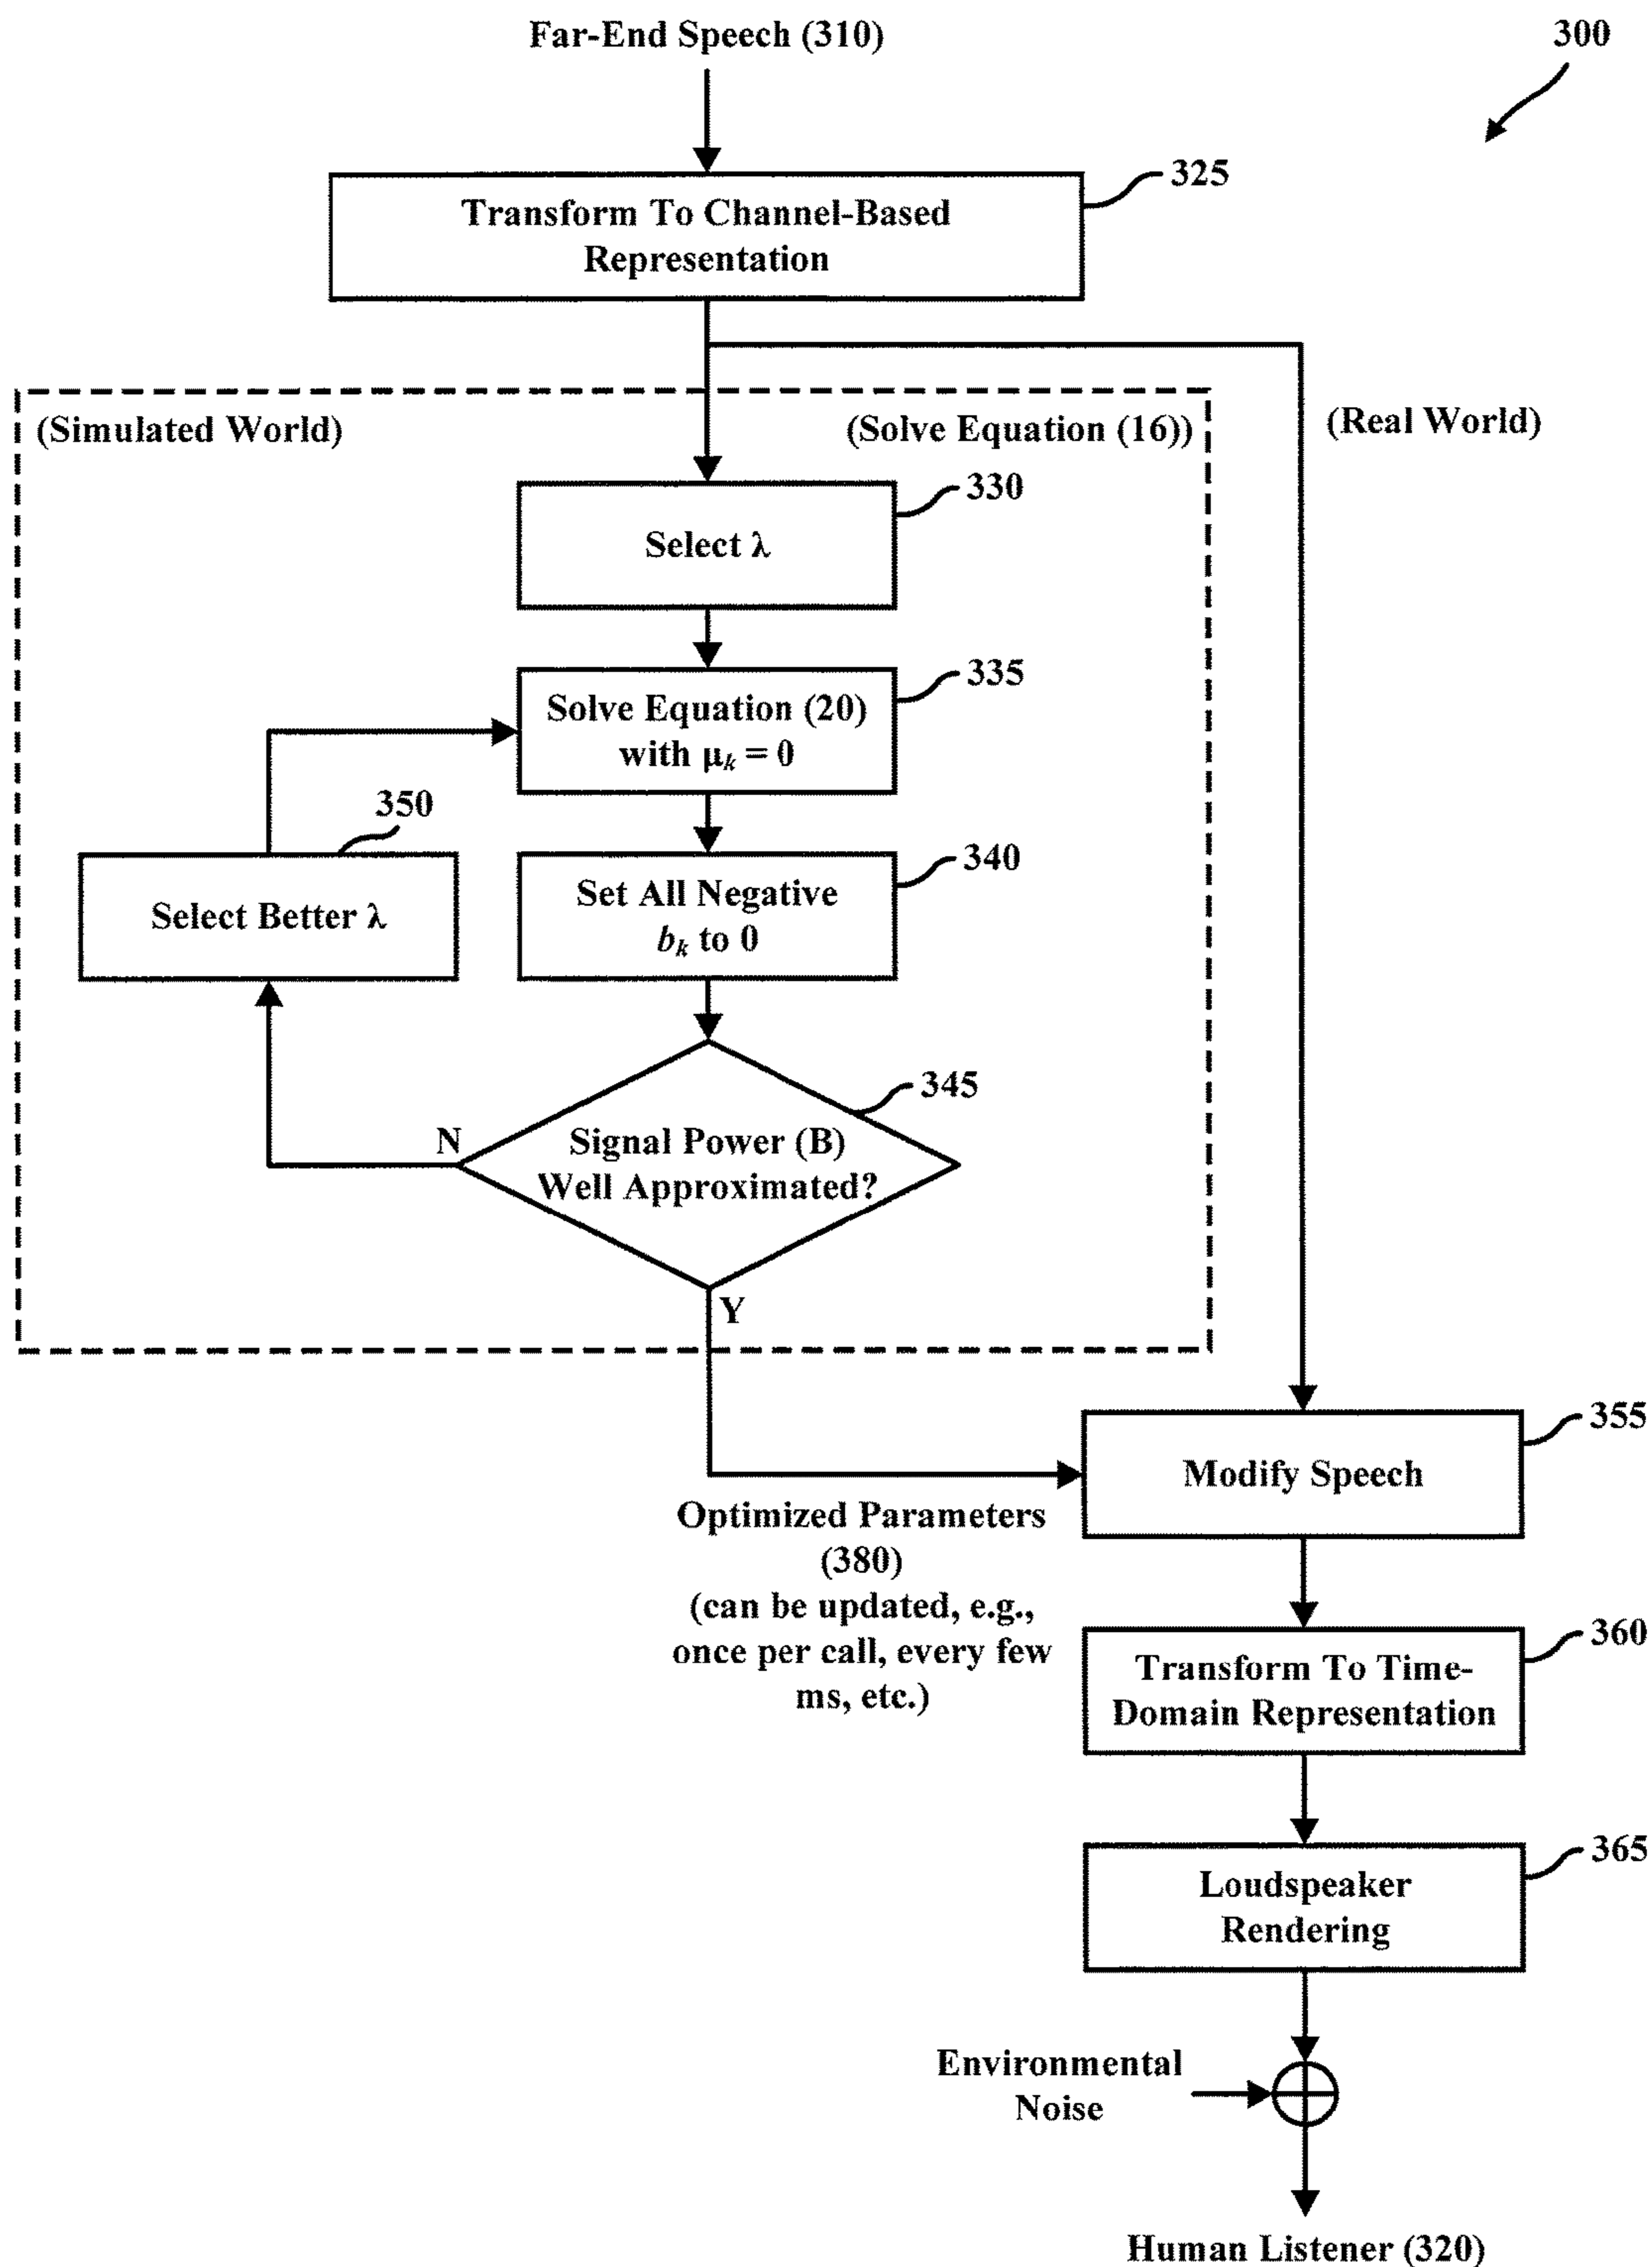 Far-End Speech (310)
300
325
Transform To Channel-Based
Representation
(Simulated World)
(Solve Equation (16))
(Real World)
330
Select λ
335
Solve Equation (20)
with μk = 0
350
340
Select Better λ
Set All Negative
bk to 0
345
N
Signal Power (B)
Well Approximated?
Y
355
Modify Speech
Optimized Parameters
(380)
(can be updated, e.g.,
once per call, every few
ms, etc.)
360
Transform To Time-
Domain Representation
365
Loudspeaker
Rendering
Environmental
Noise
Human Listener (320)